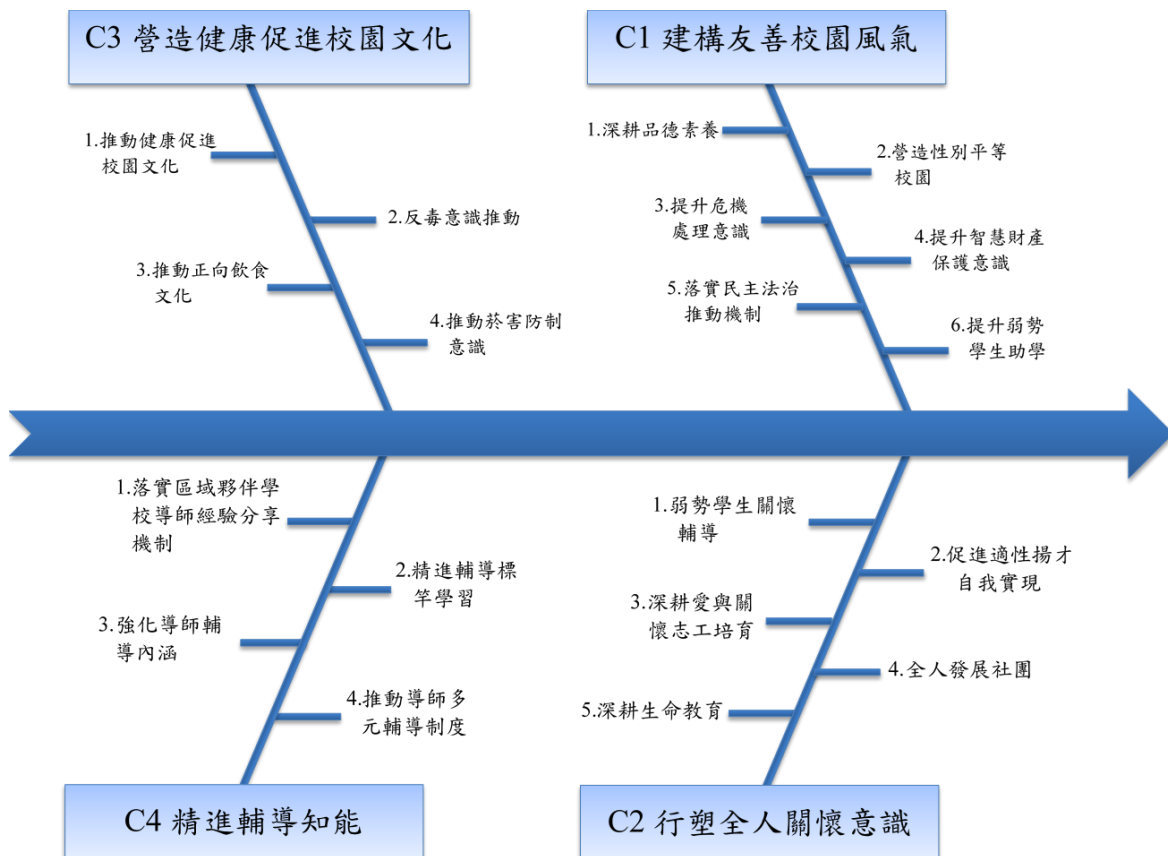 C3 營造健康促進校園文化
1.推動健康促進
校園文化
2.反毒意識推動
3.推動正向飲食
文化
4.推動菸害防制
意識
C1 建構友善校園風氣
1.深耕品德素養
2.營造性別平等
校園
3.提升危機
處理意識
4.提升智慧財產
保護意識
5.落實民主法治
推動機制
6.提升弱勢
學生助學
1.落實區域夥伴學
校導師經驗分享
機制
2.精進輔導標
竿學習
3.強化導師輔
導內涵
4.推動導師多
元輔導制度
C4 精進輔導知能
1.弱勢學生關懷
輔導
2.促進適性揚才
自我實現
3.深耕愛與關
懷志工培育
4.全人發展社團
5.深耕生命教育
C2 行塑全人關懷意識